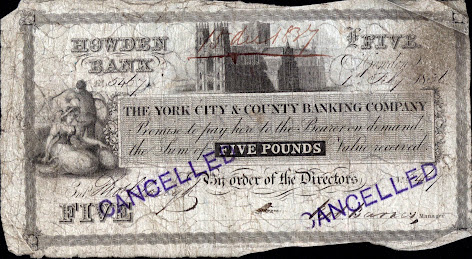 HOWDEN
BANK
£FIVE
THE YORK CITY & COUNTY BANKING COMPANY
Promise to pay here to the Bearer on demand
the Sum of FIVE POUNDS Value received
By order of the Directors
CANCELLED
CANCELLED
FIVE
Manager